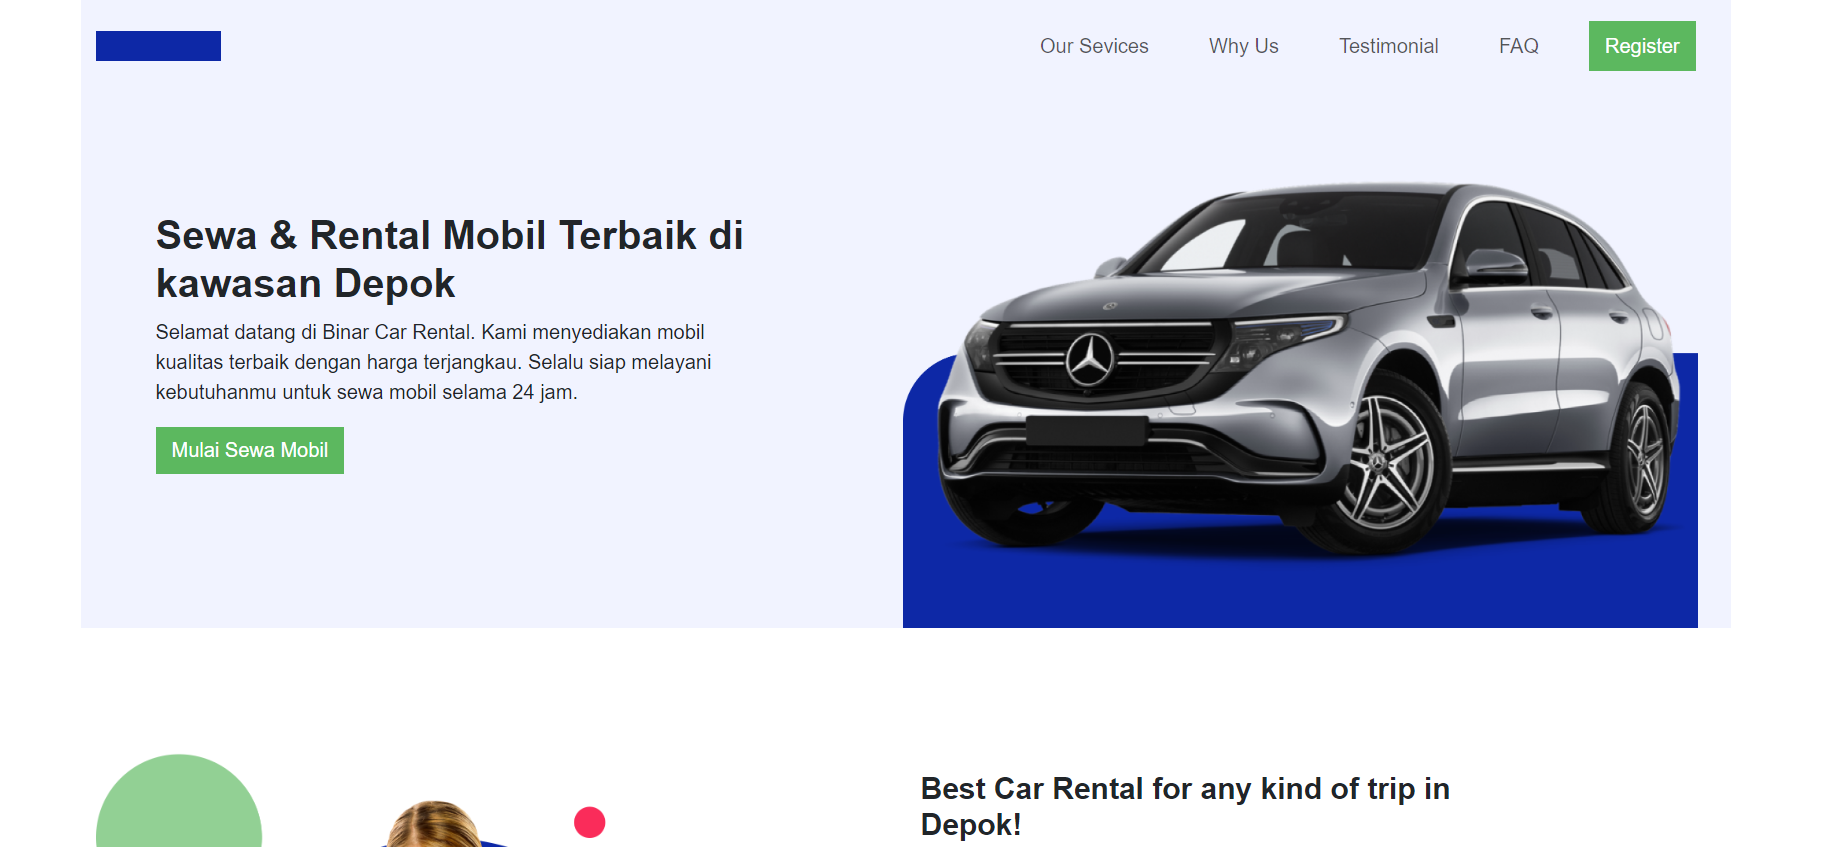 Our Sevices
Why Us
Testimonial
FAQ
Register
Sewa & Rental Mobil Terbaik di
kawasan Depok
Selamat datang di Binar Car Rental. Kami menyediakan mobil
kualitas terbaik dengan harga terjangkau. Selalu siap melayani
kebutuhanmu untuk sewa mobil selama 24 jam.
Mulai Sewa Mobil
Best Car Rental for any kind of trip in
Depok!